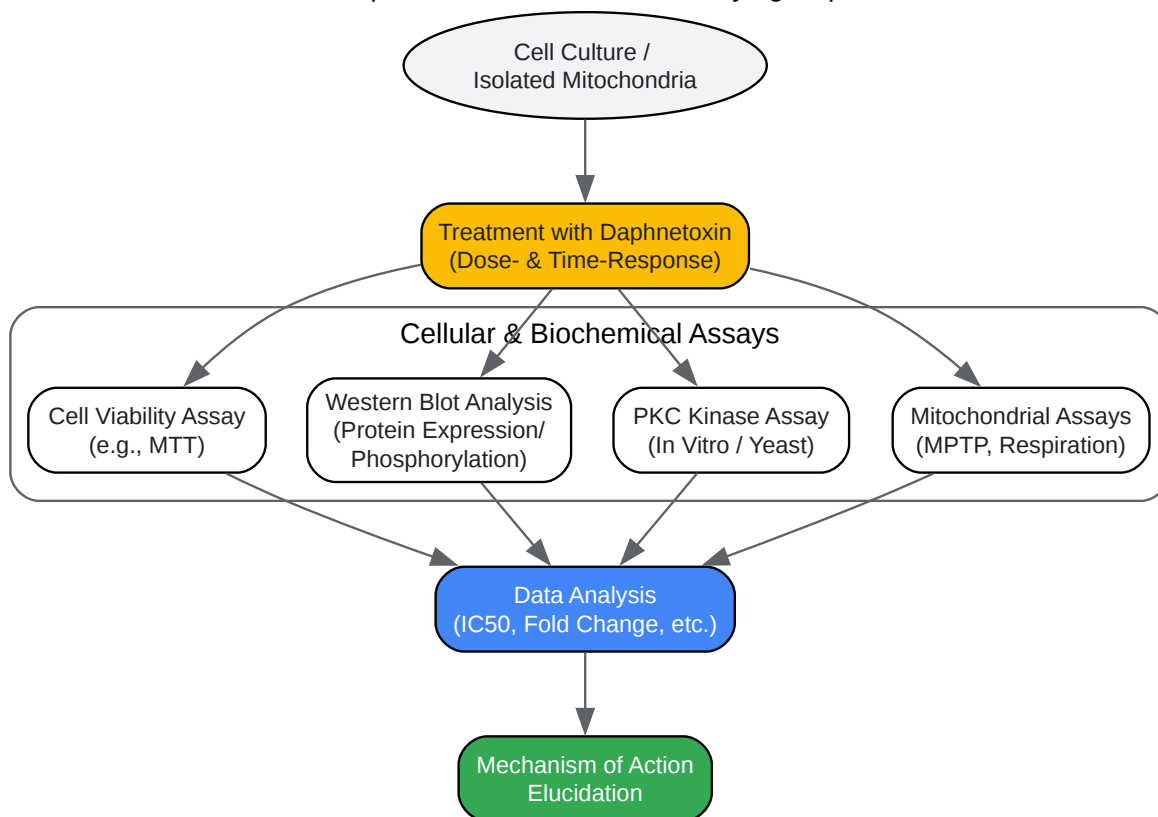 Cell Culture /
Isolated Mitochondria
Treatment with Daphnetoxin
(Dose- & Time-Response)
Cellular & Biochemical Assays
Cell Viability Assay
(e.g., MTT)
Western Blot Analysis
(Protein Expression/
Phosphorylation)
PKC Kinase Assay
(In Vitro / Yeast)
Mitochondrial Assays
(MPTP, Respiration)
Data Analysis
(IC50, Fold Change, etc.)
Mechanism of Action
Elucidation